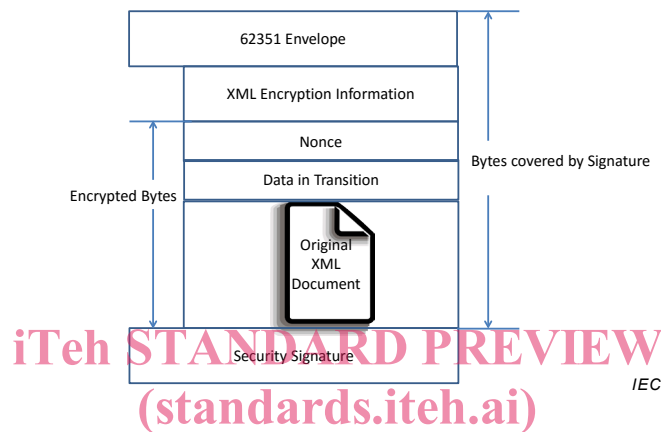 62351 Envelope
XML Encryption Information
Nonce
Bytes covered by Signature
Data in Transition
Encrypted Bytes
Original
XML
Document
iTeh STANDARD PREVIEW
Security Signature
IEC
(standards.iteh.ai)